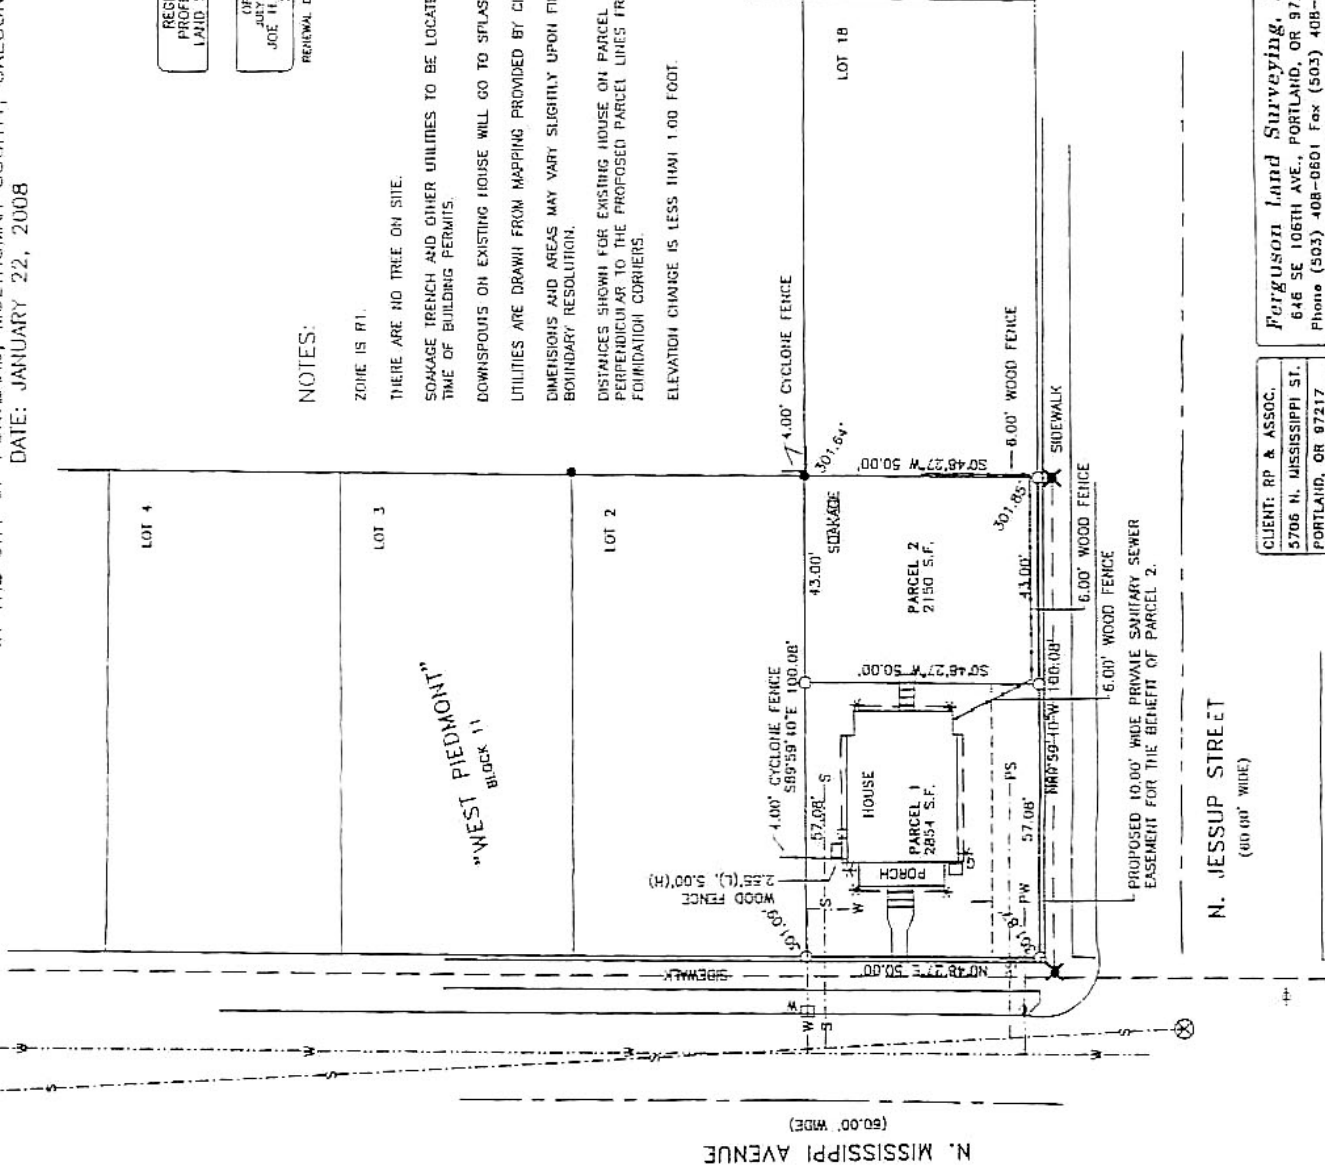 DATE: JANUARY 22, 2008
NOTES:
ZONE IS R1.
THERE ARE NO TREE ON SITE.
SOAKAGE TRENCH AND OTHER UTILITIES TO BE LOCATE
TIME OF BUILDING PERMITS.
DOWNSPOUTS ON EXISTING HOUSE WILL GO TO SPLAS
UTILITIES ARE DRAWN FROM MAPPING PROVIDED BY
DIMENSIONS AND AREAS MAY VARY SLIGHTLY UPON
BOUNDARY RESOLUTION.
DISTANCES SHOWN FOR EXISTING HOUSE ON PARCEL
PERPENDICULAR TO THE PROPOSED PARCEL LINES
FOUNDATION CORNERS.
ELEVATION CHANGE IS LESS THAN 1.00 FOOT.
LAND
JULY
JOE H.
RENEWAL
LOT 4
LOT 3
LOT 2
LOT 18
"WEST PIEDMONT"
BLOCK 11
4.00' CYCLONE FENCE
301.64'
S0°48'27"W 50.00'
6.00' WOOD FENCE
SIDEWALK
SOAKAGE
43.00'
PARCEL 2
2150 S.F.
301.85'
43.00'
6.00' WOOD FENCE
6.00' WOOD FENCE
S0°48'27"W 50.00'
4.00' CYCLONE FENCE
S89°59'10"E 100.08'
57.08'
S
HOUSE
PARCEL 1
2854 S.F.
PORCH
WOOD FENCE
2.55'(L), 5.00'(H)
G
S
W
PS
PW
57.08'
N89°59'10"W 100.08'
PROPOSED 10.00' WIDE PRIVATE SANITARY SEWER
EASEMENT FOR THE BENEFIT OF PARCEL 2.
N0°48'27"E 50.00'
SIDEWALK
W
W
S
W
W
W
W
S
S
S
S
N. JESSUP STREET
(60.00' WIDE)
N. MISSISSIPPI AVENUE
(60.00' WIDE)
CLIENT: RP & ASSOC.
5706 N. MISSISSIPPI ST.
PORTLAND, OR 97217
Ferguson Land Surveying,
646 SE 106TH AVE., PORTLAND, OR 97
Phone (503) 408-0601 Fax (503) 408-